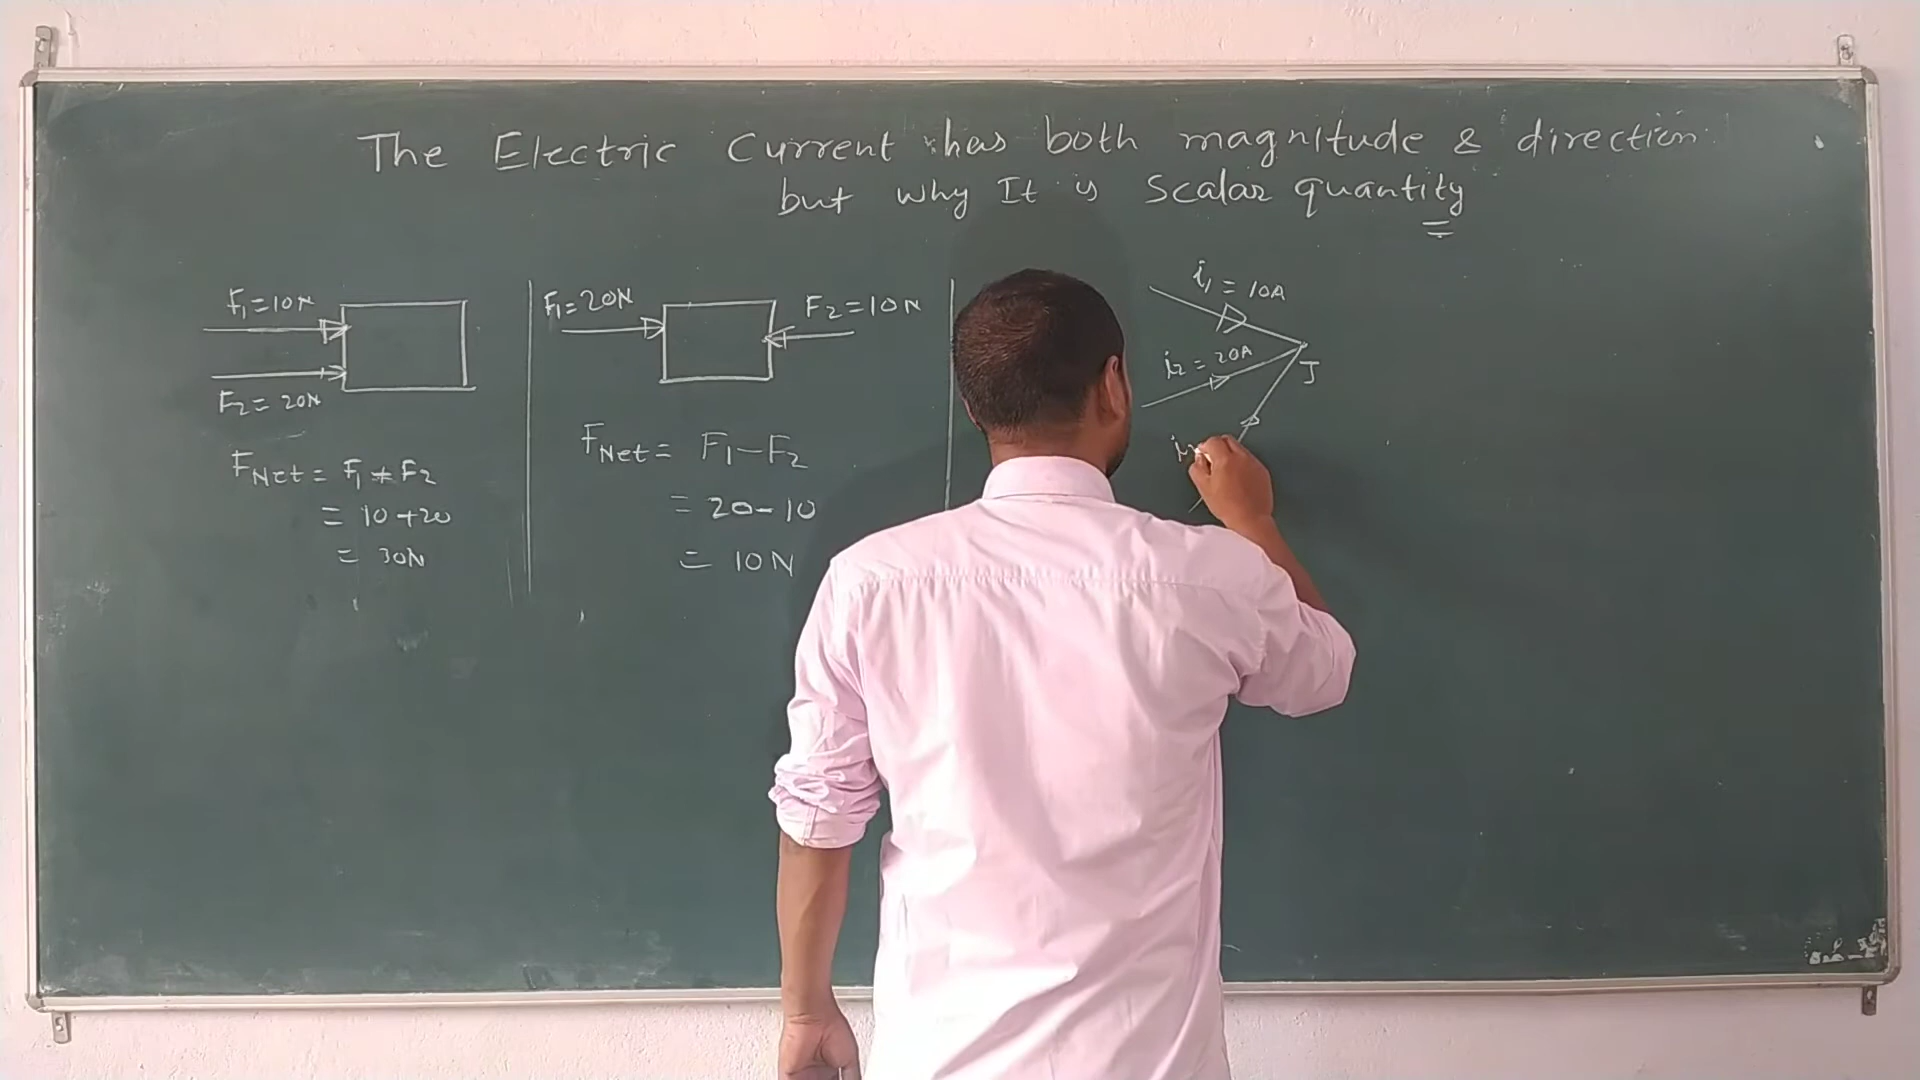 The Electric Current has both magnitude & direction
but why It is Scalar quantity
F1=10N
F2=20N
FNet = F1+F2
= 10+20
= 30N
F1=20N
F2=10N
FNet = F1-F2
= 20-10
= 10N
i1=10A
i2=20A
J